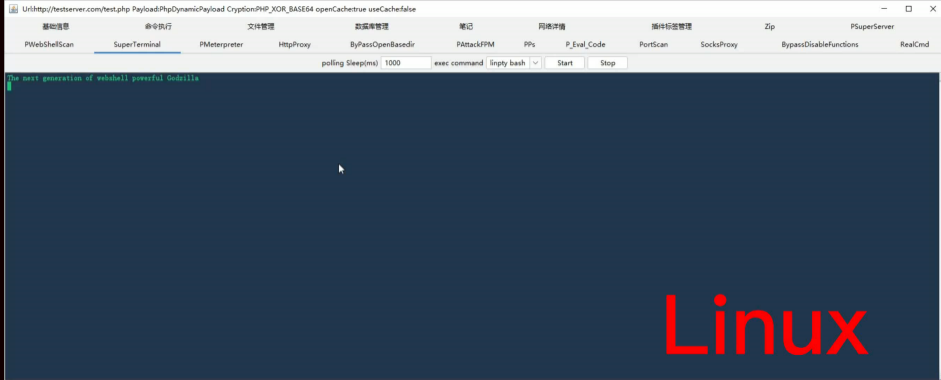 Url:http://testserver.com/test.php Payload:PhpDynamicPayload Cryption:PHP_XOR_BASE64 openCache:true useCache:false
基础信息 命令执行 文件管理 数据库管理 笔记 网络详情 插件标签管理 Zip PSuperServer
PWebShellScan SuperTerminal PMeterpreter HttpProxy ByPassOpenBasedir PAttackFPM PPs P_Eval_Code PortScan SocksProxy BypassDisableFunctions RealCmd
polling Sleep(ms) 1000 exec command linpty bash Start Stop
The next generation of webshell powerful Godzilla
Linux